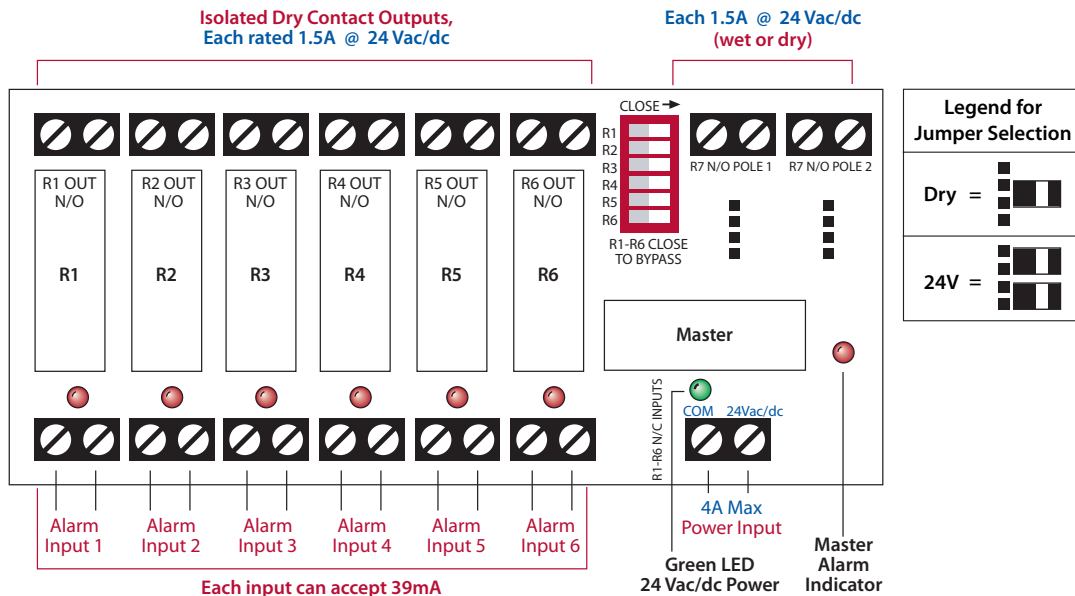 Isolated Dry Contact Outputs,
Each rated 1.5A @ 24 Vac/dc
Each 1.5A @ 24 Vac/dc
(wet or dry)
CLOSE
R1
R2
R3
R4
R5
R6
R1-R6 CLOSE
TO BYPASS
R7 N/O POLE 1
R7 N/O POLE 2
Legend for
Jumper Selection
Dry =
24V =
R1 OUT
N/O
R2 OUT
N/O
R3 OUT
N/O
R4 OUT
N/O
R5 OUT
N/O
R6 OUT
N/O
R1
R2
R3
R4
R5
R6
Master
R1-R6 N/C INPUTS
COM
24Vac/dc
Alarm
Input 1
Alarm
Input 2
Alarm
Input 3
Alarm
Input 4
Alarm
Input 5
Alarm
Input 6
4A Max
Power Input
Each input can accept 39mA
Green LED
24 Vac/dc Power
Master
Alarm
Indicator